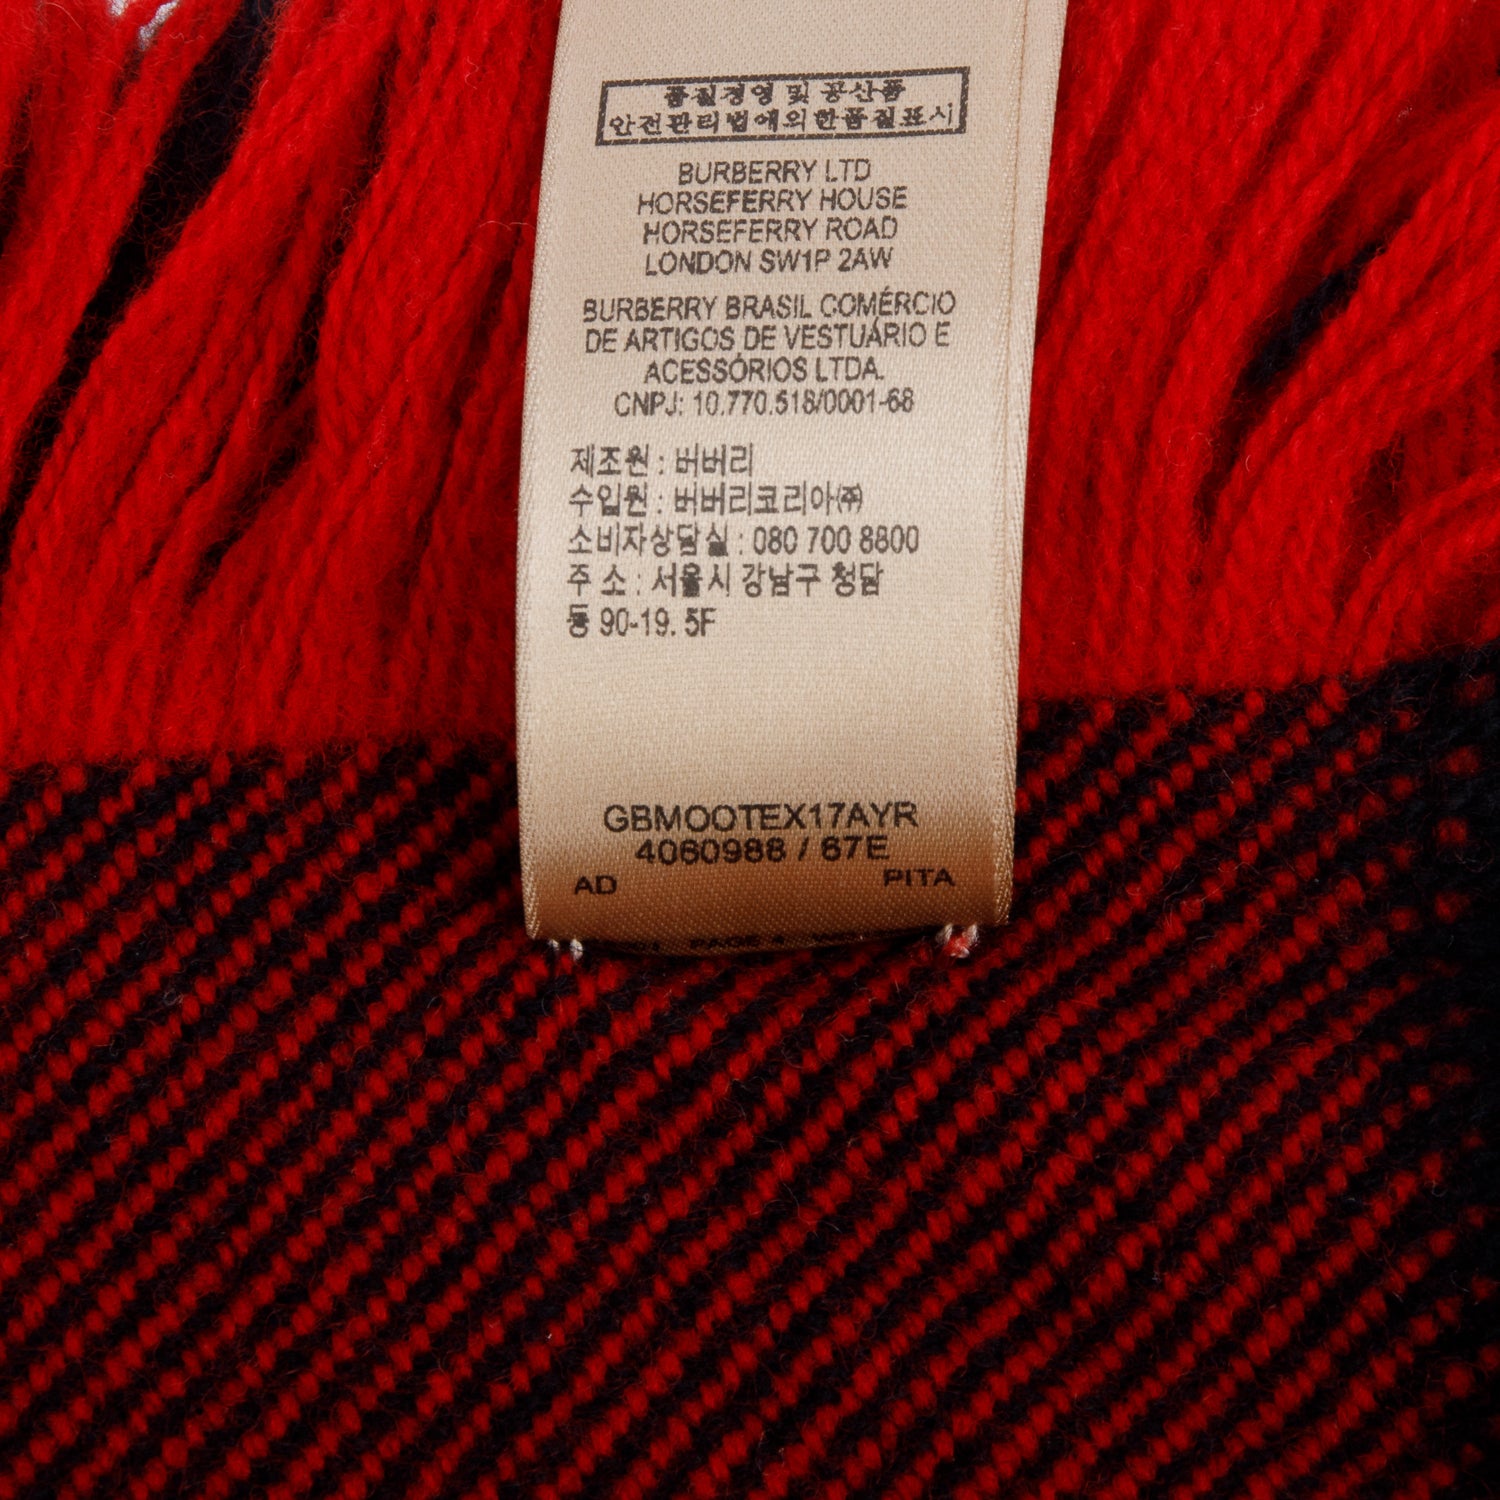 품질경영 및 공산품
안전관리법에의한품질표시
BURBERRY LTD
HORSEFERRY HOUSE
HORSEFERRY ROAD
LONDON SW1P 2AW
BURBERRY BRASIL COMÉRCIO
DE ARTIGOS DE VESTUÁRIO E
ACESSÓRIOS LTDA.
CNPJ: 10.770.518/0001-68
제조원 : 버버리
수입원 : 버버리코리아㈜
소비자상담실 : 080 700 8800
주 소 : 서울시 강남구 청담
동 90-19. 5F
GBMOOTEX17AYR
4060988 / 67E
AD PITA
PAGE 4